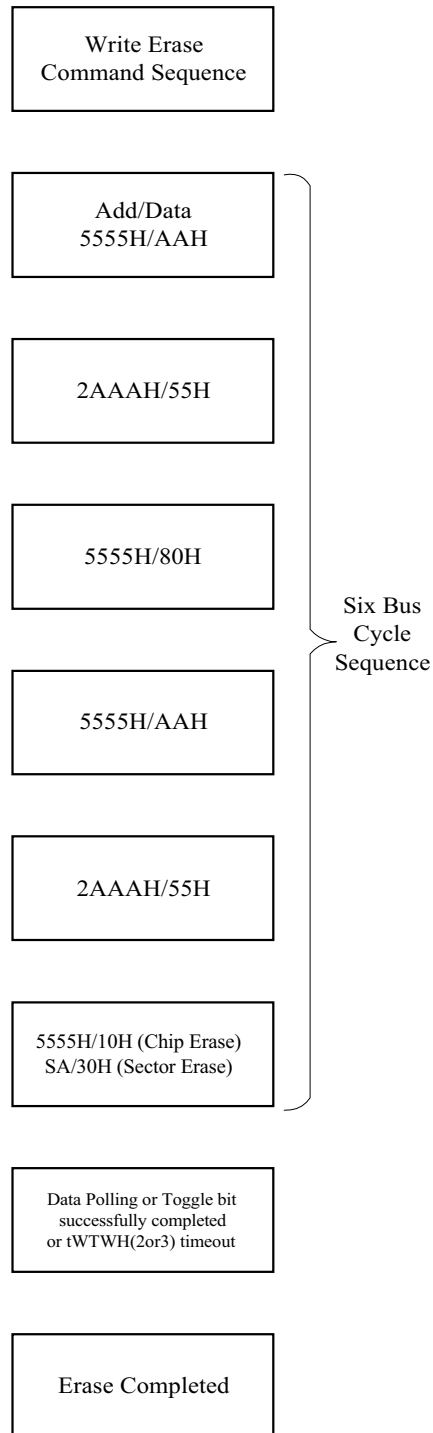 Write Erase
Command Sequence
Add/Data
5555H/AAH
2AAAH/55H
5555H/80H
5555H/AAH
2AAAH/55H
5555H/10H (Chip Erase)
SA/30H (Sector Erase)
Six Bus
Cycle
Sequence
Data Polling or Toggle bit
successfully completed
or tWTWH(2or3) timeout
Erase Completed